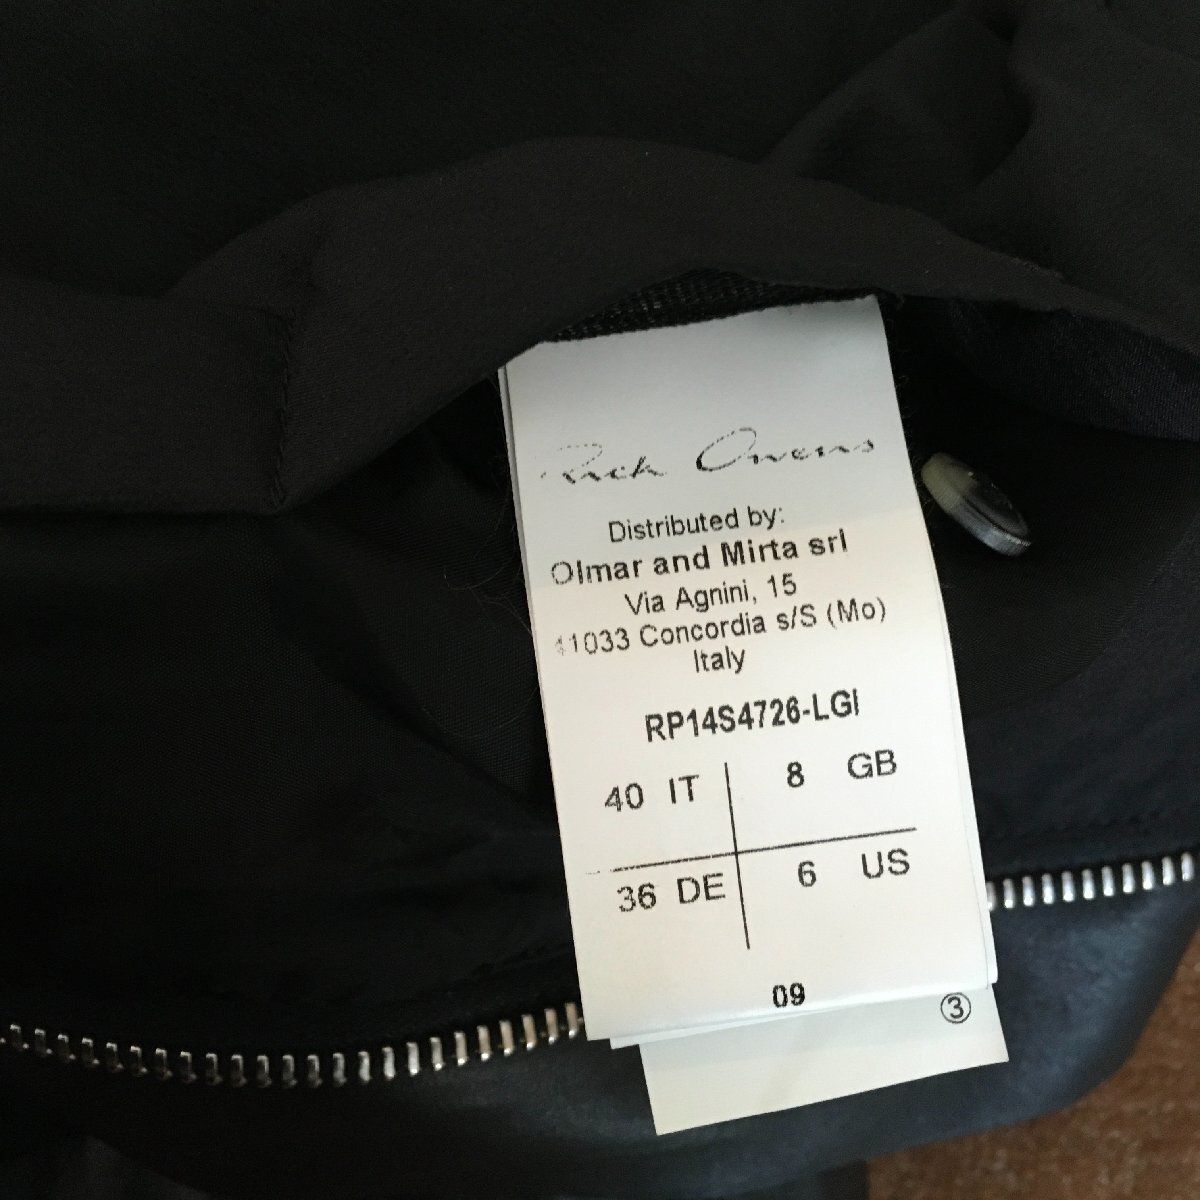 Rick Owens
Distributed by:
Olmar and Mirta srl
Via Agnini, 15
41033 Concordia s/S (Mo)
Italy
RP14S4726-LGI
40 IT 8 GB
36 DE 6 US
09
③